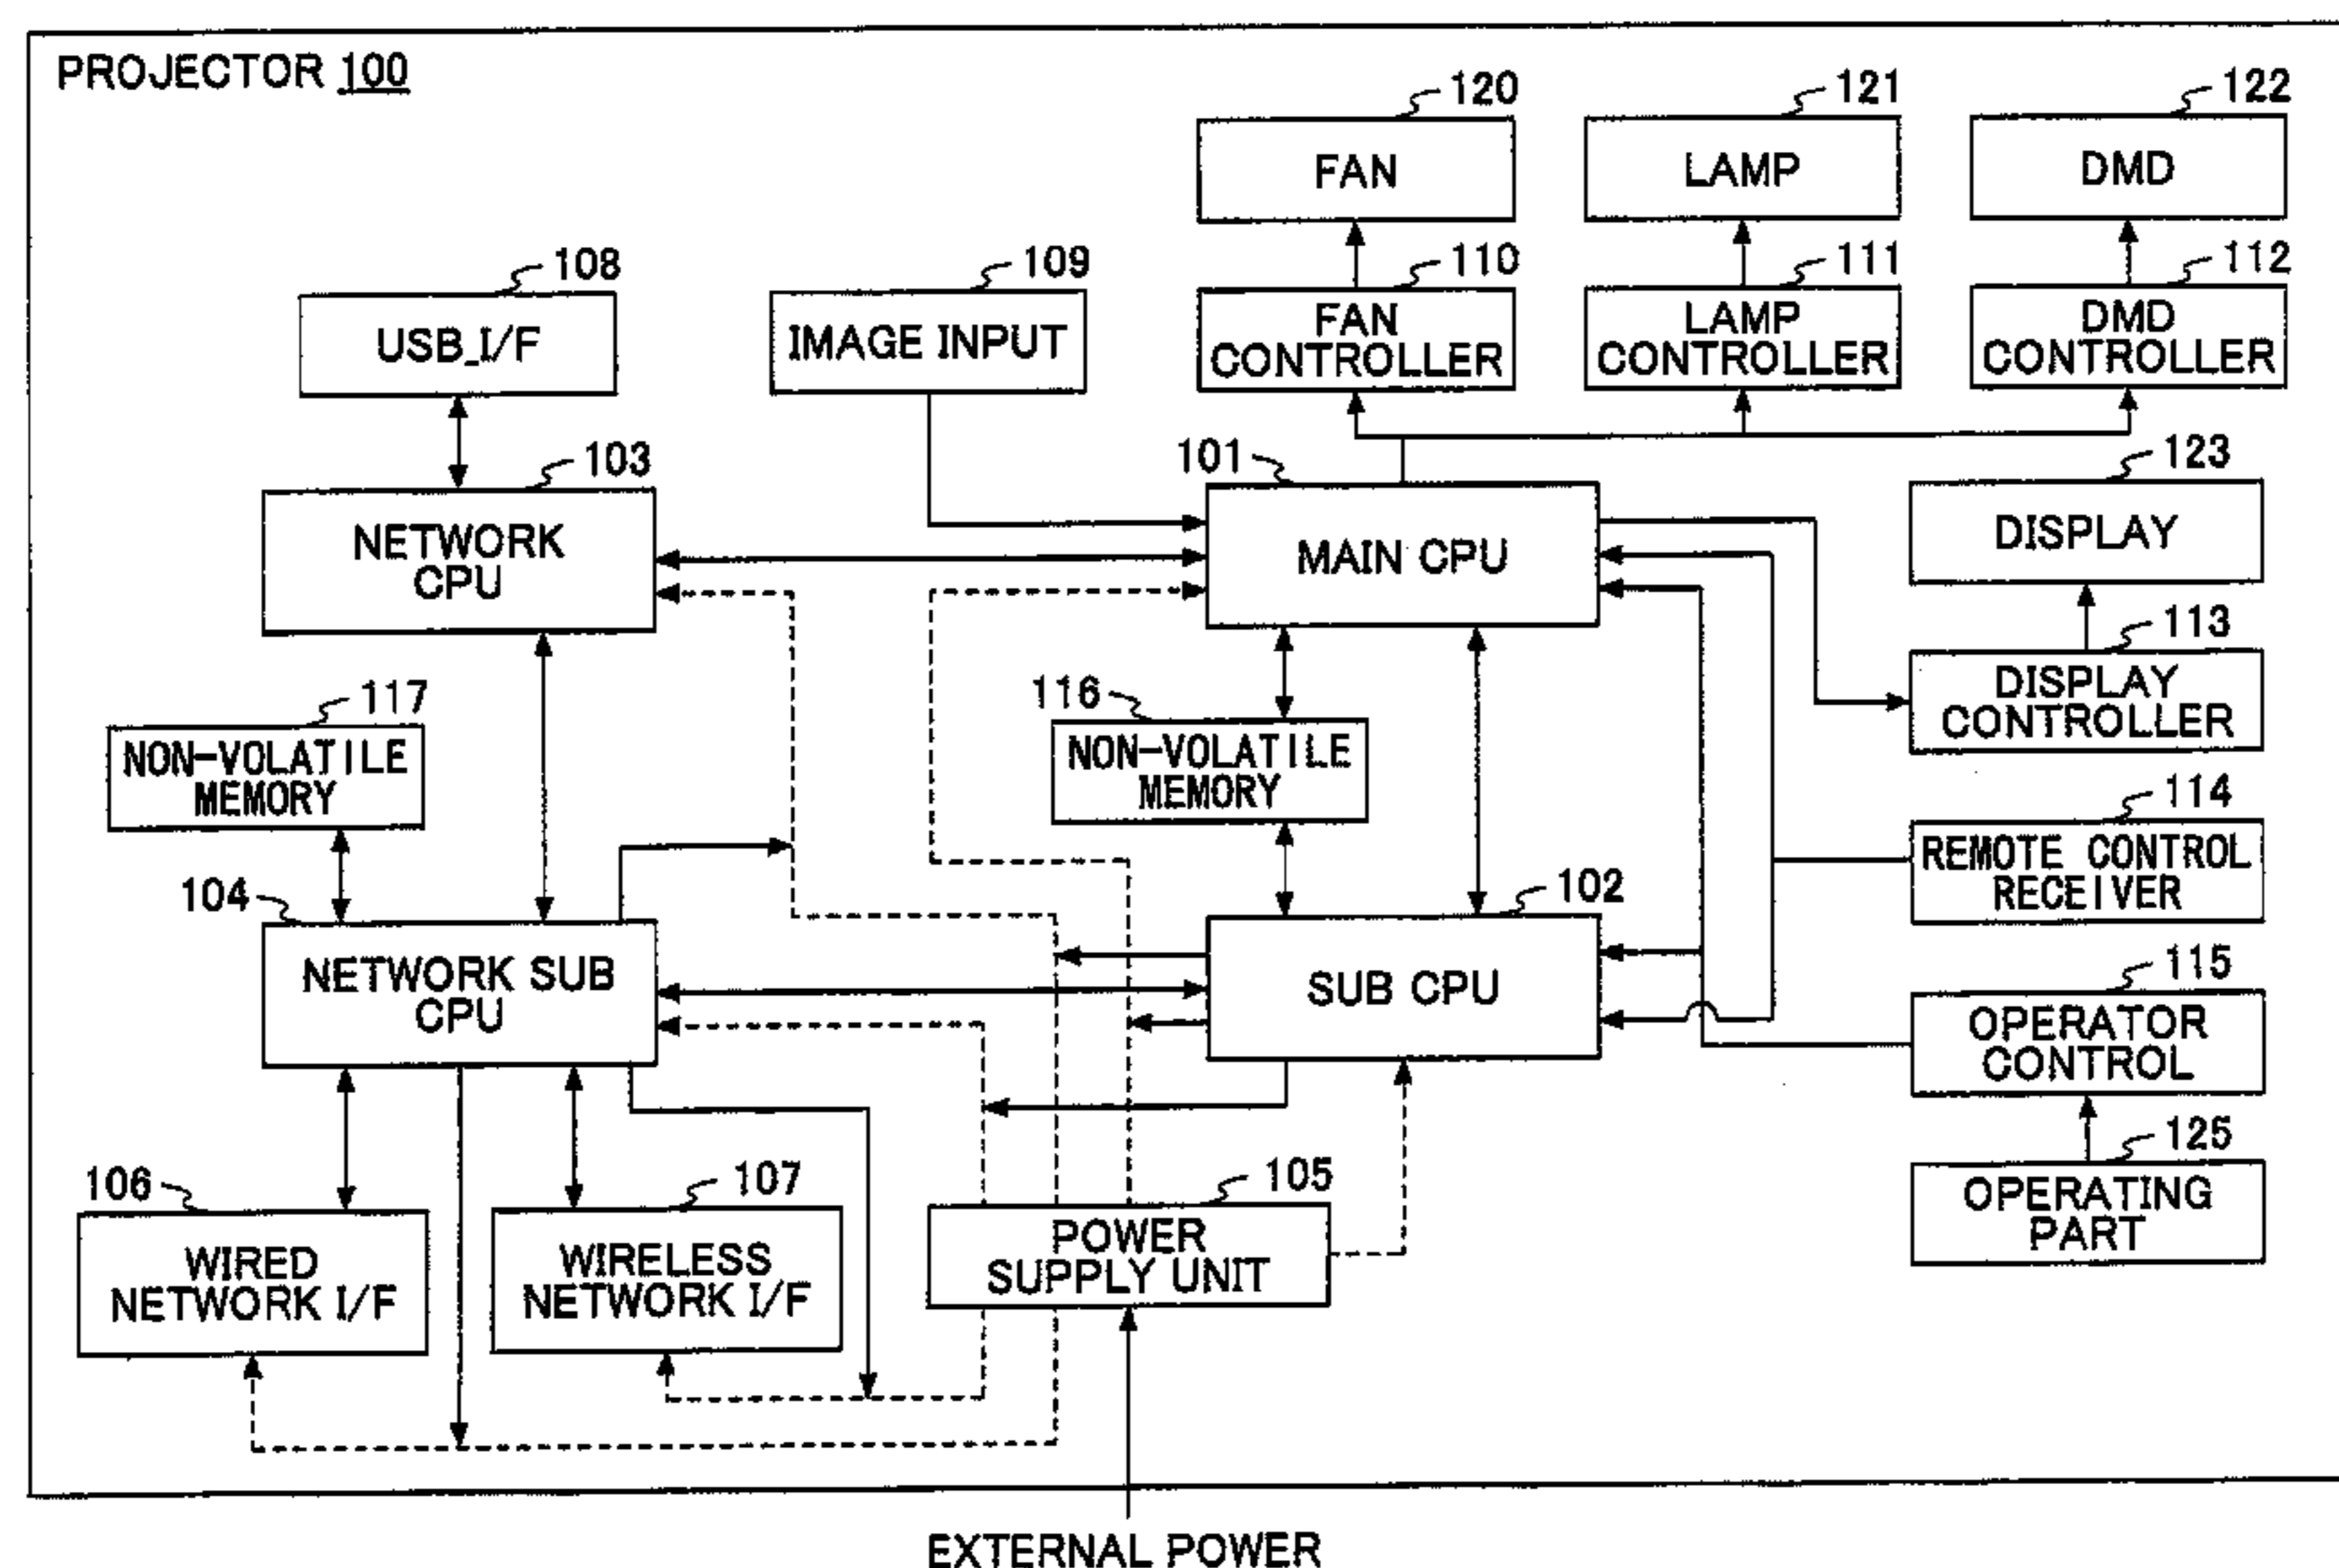 PROJECTOR 100
120
FAN
121
LAMP
122
DMD
108
USB_I/F
109
IMAGE INPUT
110
FAN
CONTROLLER
111
LAMP
CONTROLLER
112
DMD
CONTROLLER
103
NETWORK
CPU
101
MAIN CPU
123
DISPLAY
113
DISPLAY
CONTROLLER
117
NON-VOLATILE
MEMORY
116
NON-VOLATILE
MEMORY
114
REMOTE CONTROL
RECEIVER
104
NETWORK SUB
CPU
102
SUB CPU
115
OPERATOR
CONTROL
125
OPERATING
PART
106
WIRED
NETWORK I/F
107
WIRELESS
NETWORK I/F
105
POWER
SUPPLY UNIT
EXTERNAL POWER